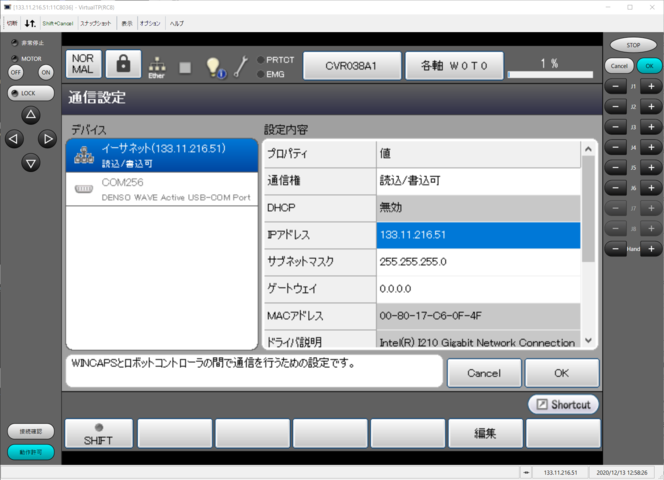 [133.11.216.51:11C8036] - VirtualTP(R/O)
切断 Shift+Cancel スナップショット 表示 オプション ヘルプ
非常停止
MOTOR
OFF ON
LOCK
NOR
MAL
Ether
PRTCT
EMG
CVR038A1
各軸 W0T0
1 %
STOP
Cancel OK
通信設定
デバイス
イーサネット(133.11.216.51)
読込/書込可
COM256
DENSO WAVE Active USB-COM Port
設定内容
プロパティ 値
通信権 読込/書込可
DHCP 無効
IPアドレス 133.11.216.51
サブネットマスク 255.255.255.0
ゲートウェイ 0.0.0.0
MACアドレス 00-80-17-C6-0F-4F
ドライバ説明 Intel(R) I210 Gigabit Network Connection
WINCAPSとロボットコントローラの間で通信を行うための設定です。
Cancel OK
Shortcut
SHIFT
編集
− J1 +
− J2 +
− J3 +
− J4 +
− J5 +
− J6 +
− J7 +
− J8 +
− Hand +
接続確認
動作許可
133.11.216.51 2020/12/13 12:58:26